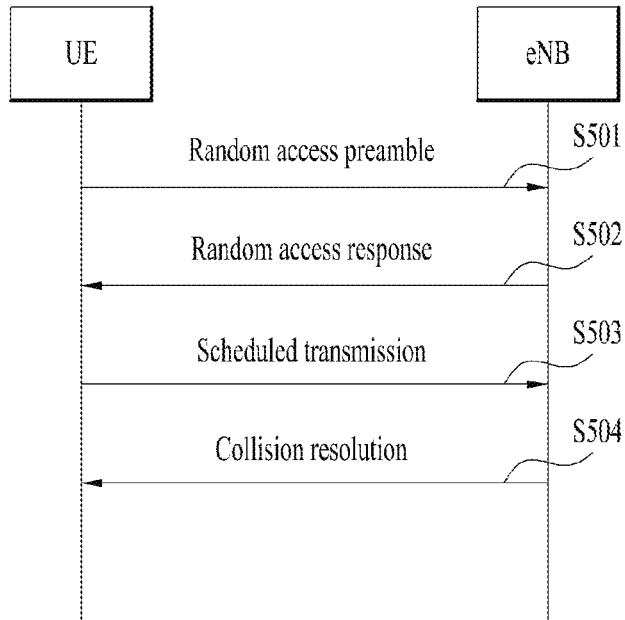 UE
eNB
Random access preamble
S501
Random access response
S502
Scheduled transmission
S503
Collision resolution
S504